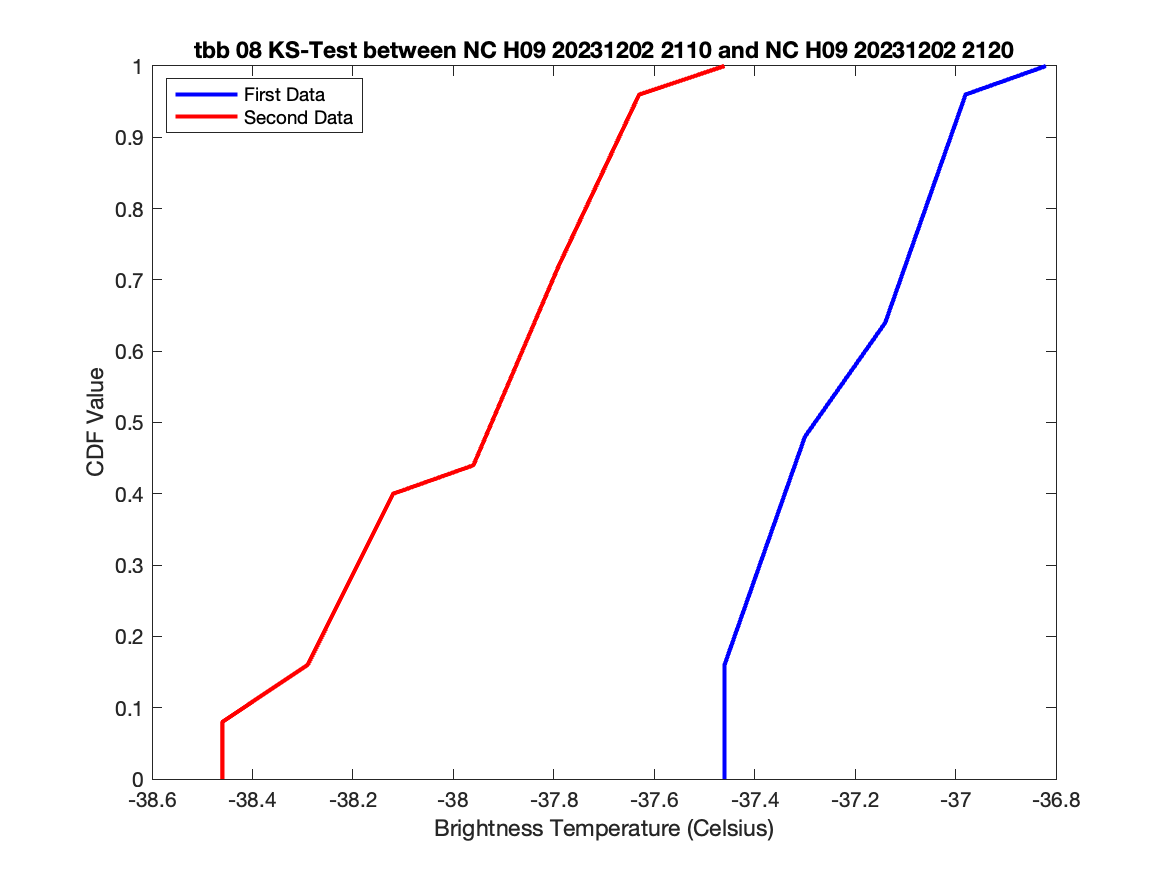 tbb 08 KS-Test between NC H09 20231202 2110 and NC H09 20231202 2120
First Data
Second Data
1
0.9
0.8
0.7
0.6
0.5
0.4
0.3
0.2
0.1
0
CDF Value
-38.6 -38.4 -38.2 -38 -37.8 -37.6 -37.4 -37.2 -37 -36.8
Brightness Temperature (Celsius)